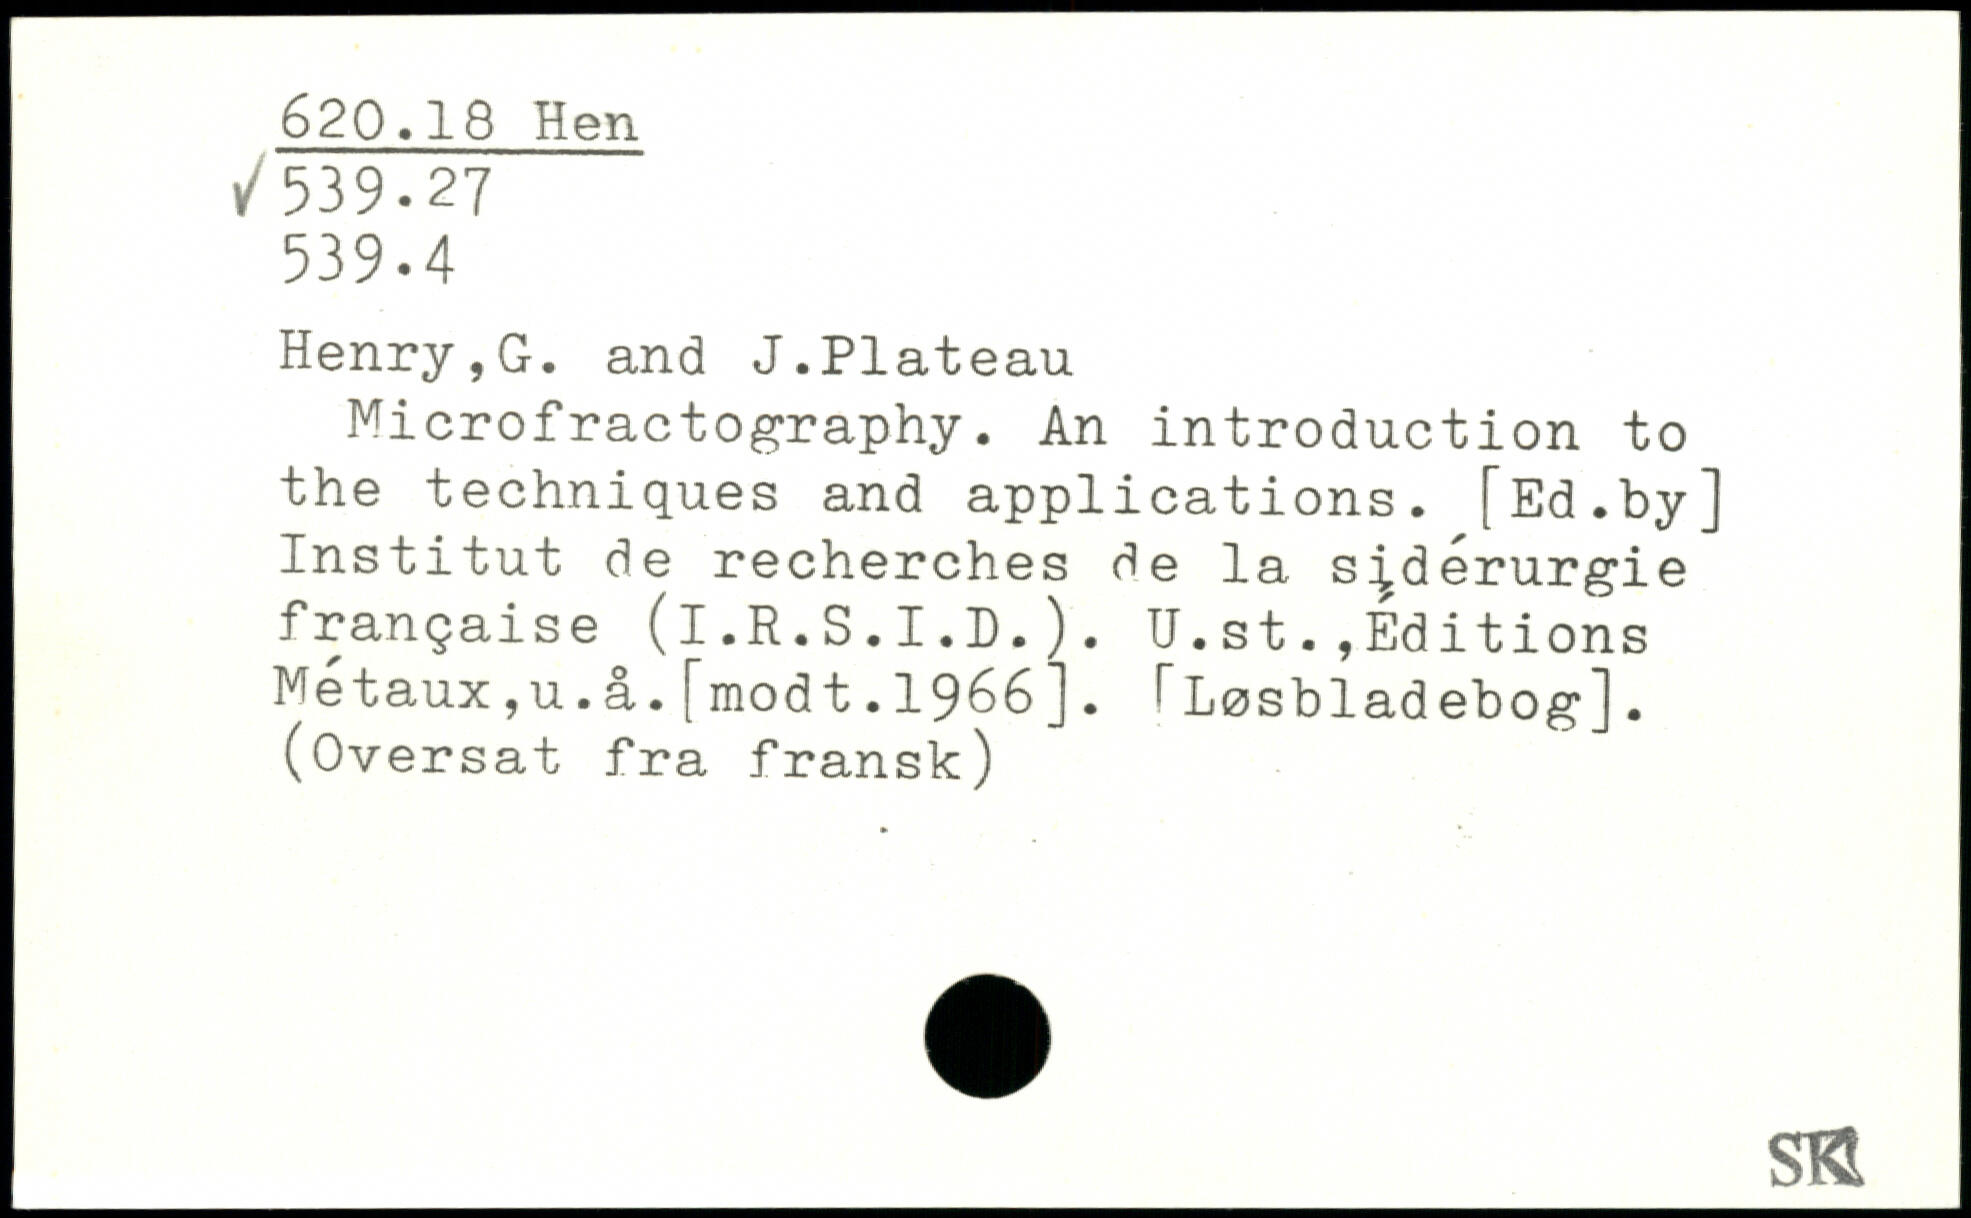 620.18 Hen
√ 539.27
539.4
Henry,G. and J.Plateau
Microfractography. An introduction to
the techniques and applications. [Ed.by]
Institut de recherches de la sidérurgie
française (I.R.S.I.D.). U.st.,Éditions
Métaux,u.å.[modt.1966]. [Løsbladebog].
(Oversat fra fransk)
SK